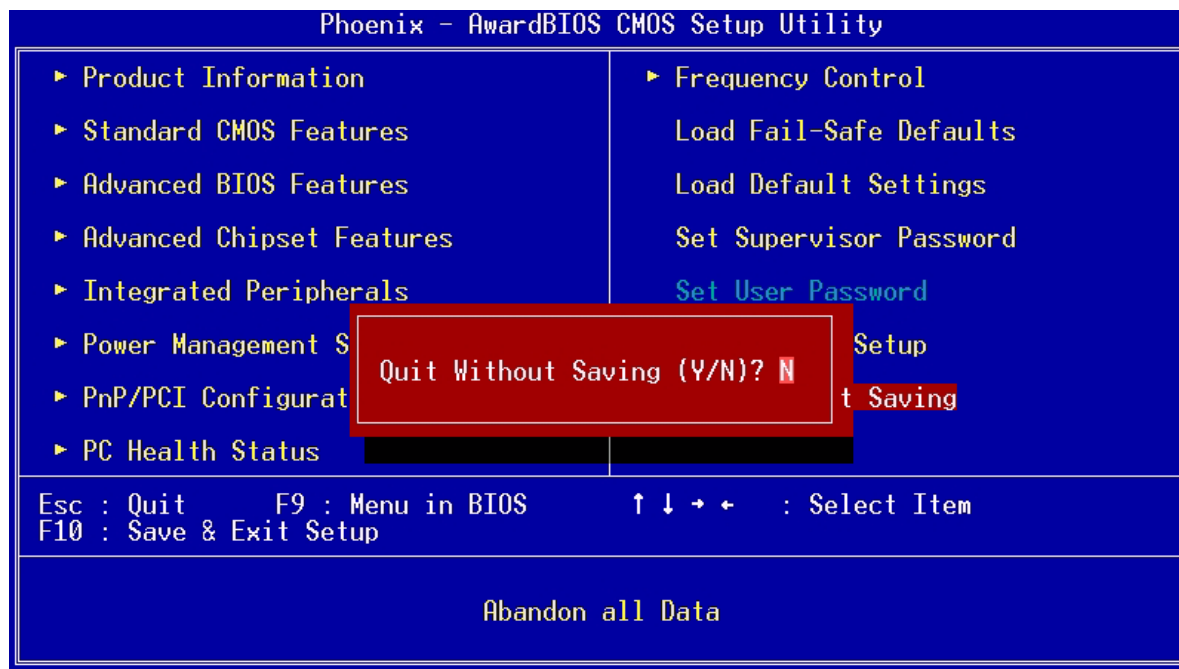 Phoenix - AwardBIOS CMOS Setup Utility
► Product Information
► Standard CMOS Features
► Advanced BIOS Features
► Advanced Chipset Features
► Integrated Peripherals
► Power Management S
► PnP/PCI Configurat
► PC Health Status
► Frequency Control
Load Fail-Safe Defaults
Load Default Settings
Set Supervisor Password
Set User Password
Setup
t Saving
Quit Without Saving (Y/N)? N
Esc : Quit F9 : Menu in BIOS ↑ ↓ → ← : Select Item
F10 : Save & Exit Setup
Abandon all Data